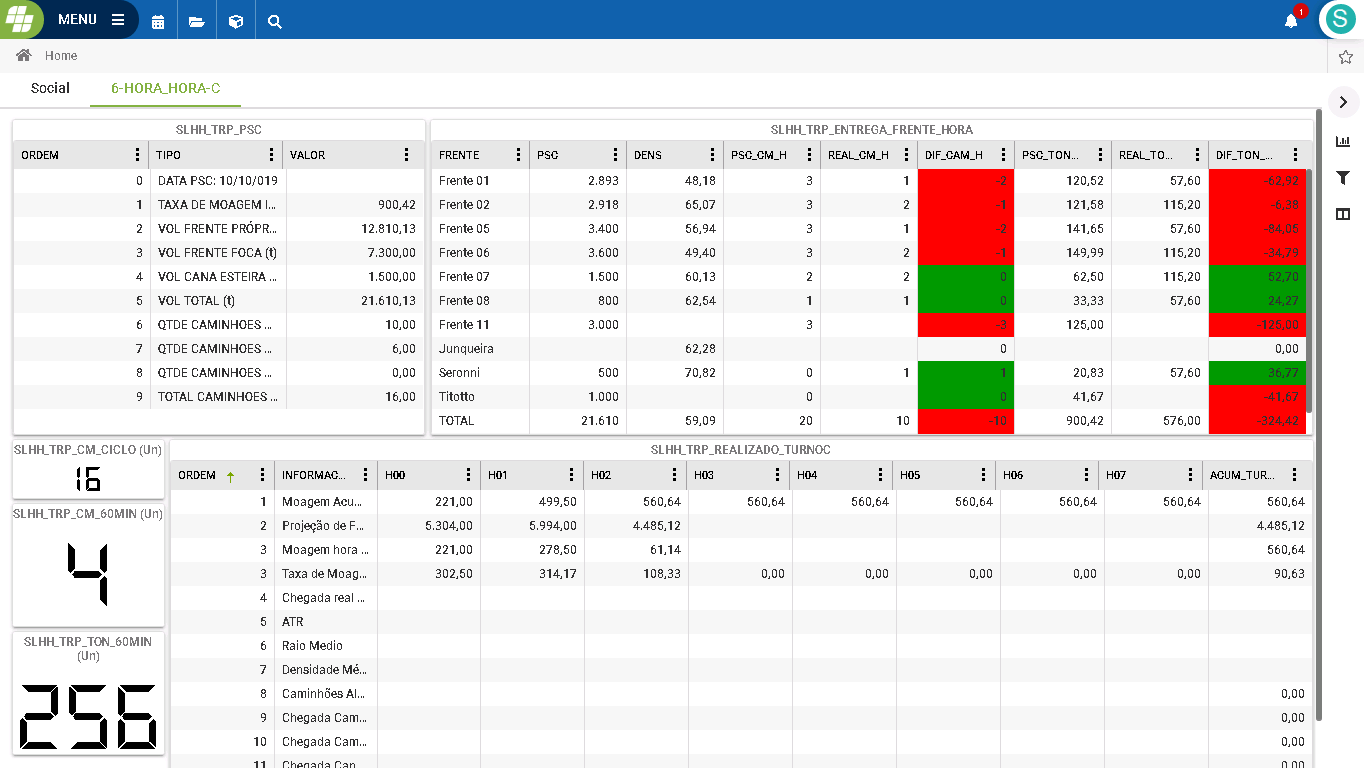 MENU
1
S
Home
Social 6-HORA_HORA-C
SLHH_TRP_PSC
ORDEM TIPO VALOR
0 DATA PSC: 10/10/019
1 TAXA DE MOAGEM I... 900,42
2 VOL FRENTE PRÓPR... 12.810,13
3 VOL FRENTE FOCA (t) 7.300,00
4 VOL CANA ESTEIRA ... 1.500,00
5 VOL TOTAL (t) 21.610,13
6 QTDE CAMINHOES ... 10,00
7 QTDE CAMINHOES ... 6,00
8 QTDE CAMINHOES ... 0,00
9 TOTAL CAMINHOES ... 16,00
SLHH_TRP_ENTREGA_FRENTE_HORA
FRENTE PSC DENS PSC_CM_H REAL_CM_H DIF_CAM_H PSC_TON... REAL_TO... DIF_TON_...
Frente 01 2.893 48,18 3 1 -2 120,52 57,60 -62,92
Frente 02 2.918 65,07 3 2 -1 121,58 115,20 -6,38
Frente 05 3.400 56,94 3 1 -2 141,65 57,60 -84,05
Frente 06 3.600 49,40 3 2 -1 149,99 115,20 -34,79
Frente 07 1.500 60,13 2 2 0 62,50 115,20 52,70
Frente 08 800 62,54 1 1 0 33,33 57,60 24,27
Frente 11 3.000 3 -3 125,00 -125,00
Junqueira 62,28 0 0,00
Seronni 500 70,82 0 1 1 20,83 57,60 36,77
Titotto 1.000 0 0 41,67 -41,67
TOTAL 21.610 59,09 20 10 -10 900,42 576,00 -324,42
SLHH_TRP_CM_CICLO (Un)
16
SLHH_TRP_CM_60MIN (Un)
4
SLHH_TRP_TON_60MIN
(Un)
256
SLHH_TRP_REALIZADO_TURNOC
ORDEM INFORMAC... H00 H01 H02 H03 H04 H05 H06 H07 ACUM_TUR...
1 Moagem Acu... 221,00 499,50 560,64 560,64 560,64 560,64 560,64 560,64 560,64
2 Projeção de F... 5.304,00 5.994,00 4.485,12 4.485,12
3 Moagem hora ... 221,00 278,50 61,14 560,64
3 Taxa de Moag... 302,50 314,17 108,33 0,00 0,00 0,00 0,00 0,00 90,63
4 Chegada real ...
5 ATR
6 Raio Medio
7 Densidade Mé...
8 Caminhões Al... 0,00
9 Chegada Cam... 0,00
10 Chegada Cam... 0,00
11 Chegada Can... 0,00